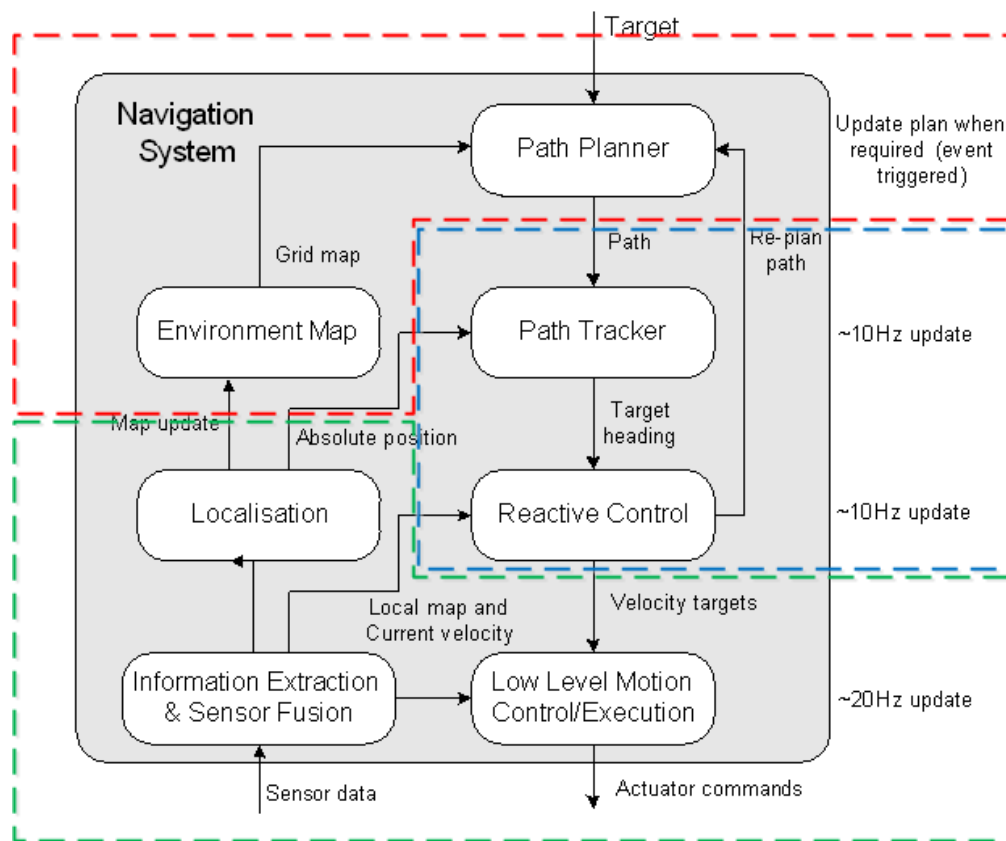 Target
Navigation
System
Path Planner
Update plan when
required (event
triggered)
Path
Re-plan
path
Grid map
Environment Map
Path Tracker
~10Hz update
Map update
Absolute position
Target
heading
Localisation
Reactive Control
~10Hz update
Local map and
Current velocity
Velocity targets
Information Extraction
& Sensor Fusion
Low Level Motion
Control/Execution
~20Hz update
Sensor data
Actuator commands